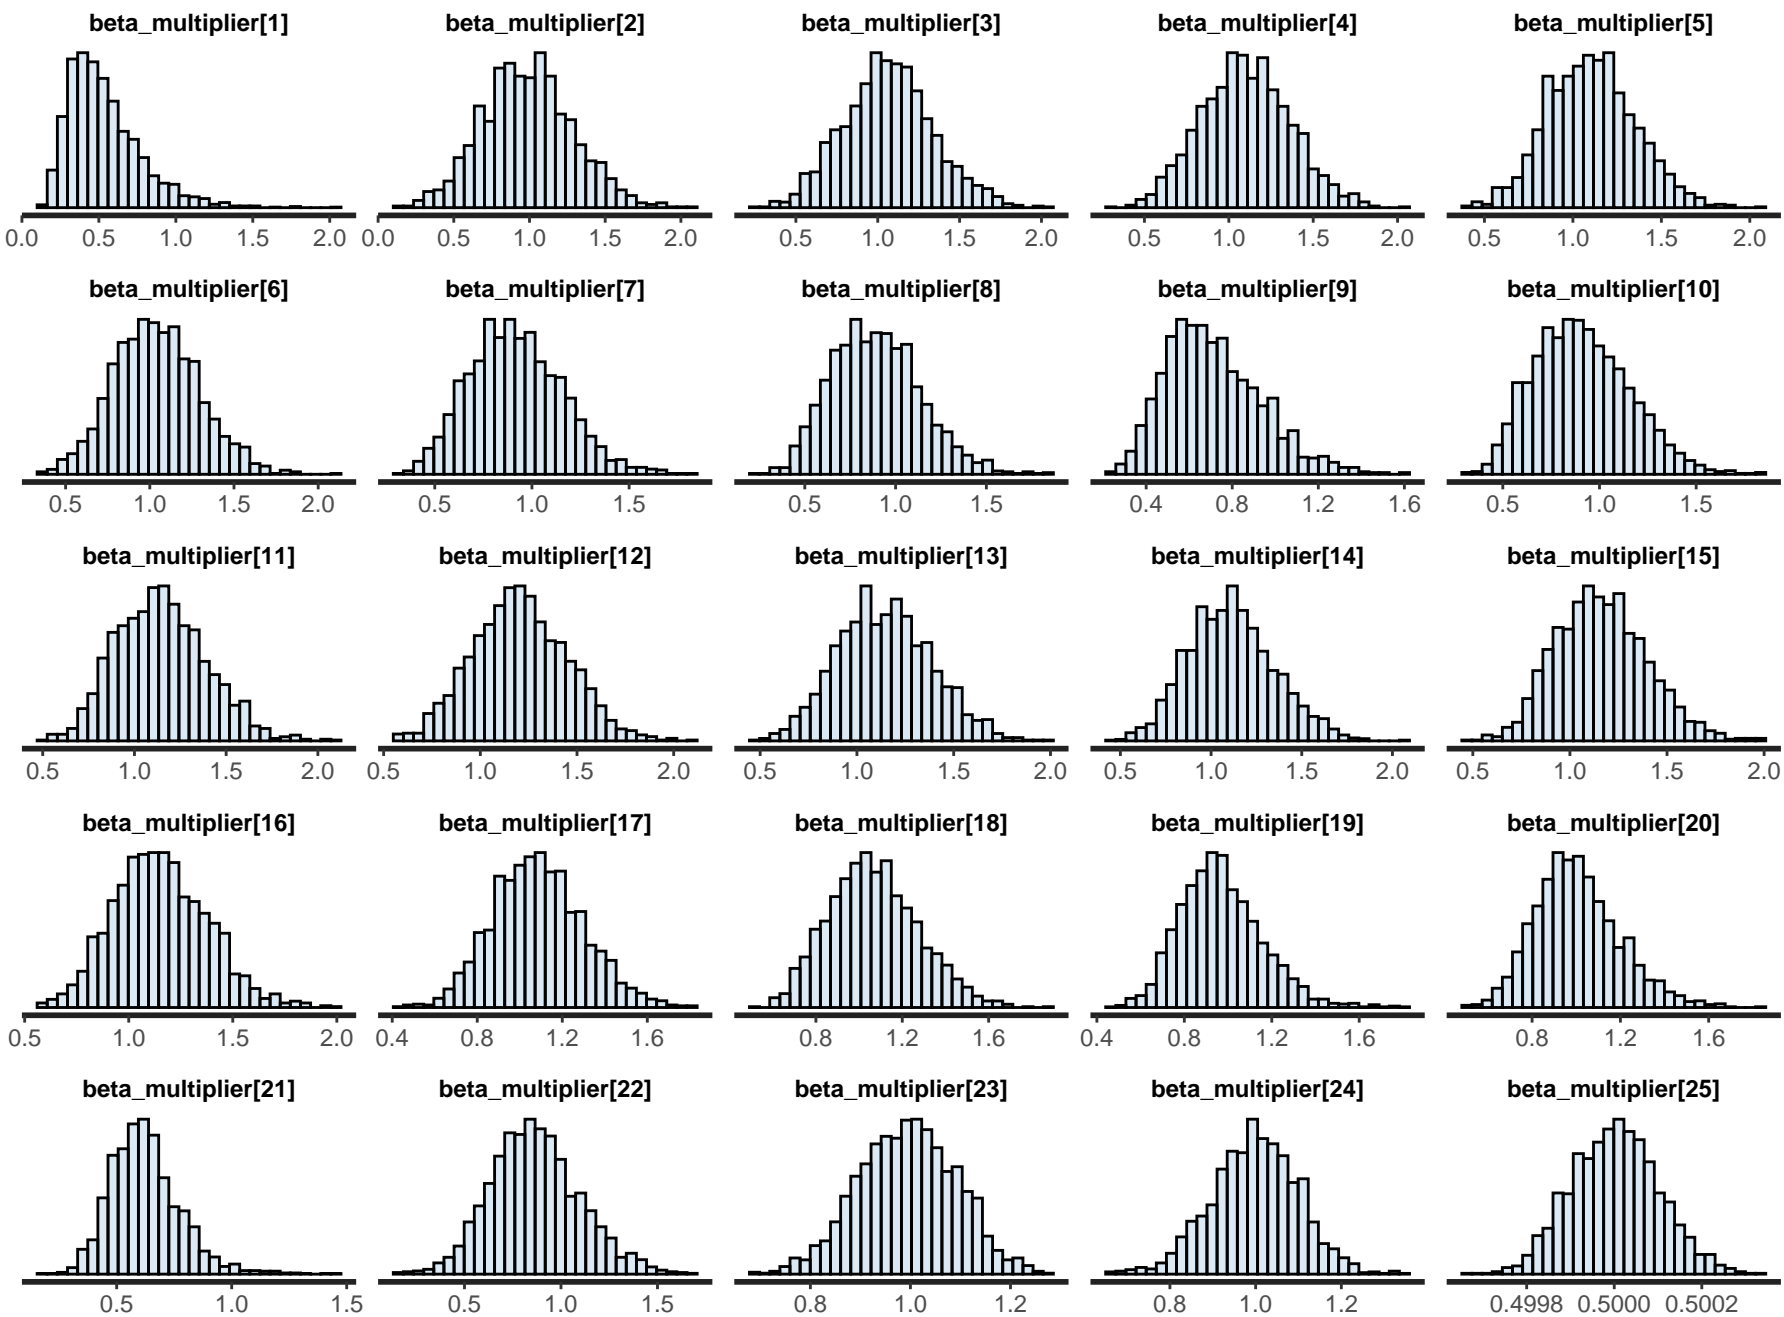 beta_multiplier[1] beta_multiplier[2] beta_multiplier[3] beta_multiplier[4] beta_multiplier[5]
0.0 0.5 1.0 1.5 2.0 0.0 0.5 1.0 1.5 2.0 0.5 1.0 1.5 2.0 0.5 1.0 1.5 2.0 0.5 1.0 1.5 2.0
beta_multiplier[6] beta_multiplier[7] beta_multiplier[8] beta_multiplier[9] beta_multiplier[10]
0.5 1.0 1.5 2.0 0.5 1.0 1.5 0.5 1.0 1.5 0.4 0.8 1.2 1.6 0.5 1.0 1.5
beta_multiplier[11] beta_multiplier[12] beta_multiplier[13] beta_multiplier[14] beta_multiplier[15]
0.5 1.0 1.5 2.0 0.5 1.0 1.5 2.0 0.5 1.0 1.5 2.0 0.5 1.0 1.5 2.0 0.5 1.0 1.5 2.0
beta_multiplier[16] beta_multiplier[17] beta_multiplier[18] beta_multiplier[19] beta_multiplier[20]
0.5 1.0 1.5 2.0 0.4 0.8 1.2 1.6 0.8 1.2 1.6 0.4 0.8 1.2 1.6 0.8 1.2 1.6
beta_multiplier[21] beta_multiplier[22] beta_multiplier[23] beta_multiplier[24] beta_multiplier[25]
0.5 1.0 1.5 0.5 1.0 1.5 0.8 1.0 1.2 0.8 1.0 1.2 0.4998 0.5000 0.5002